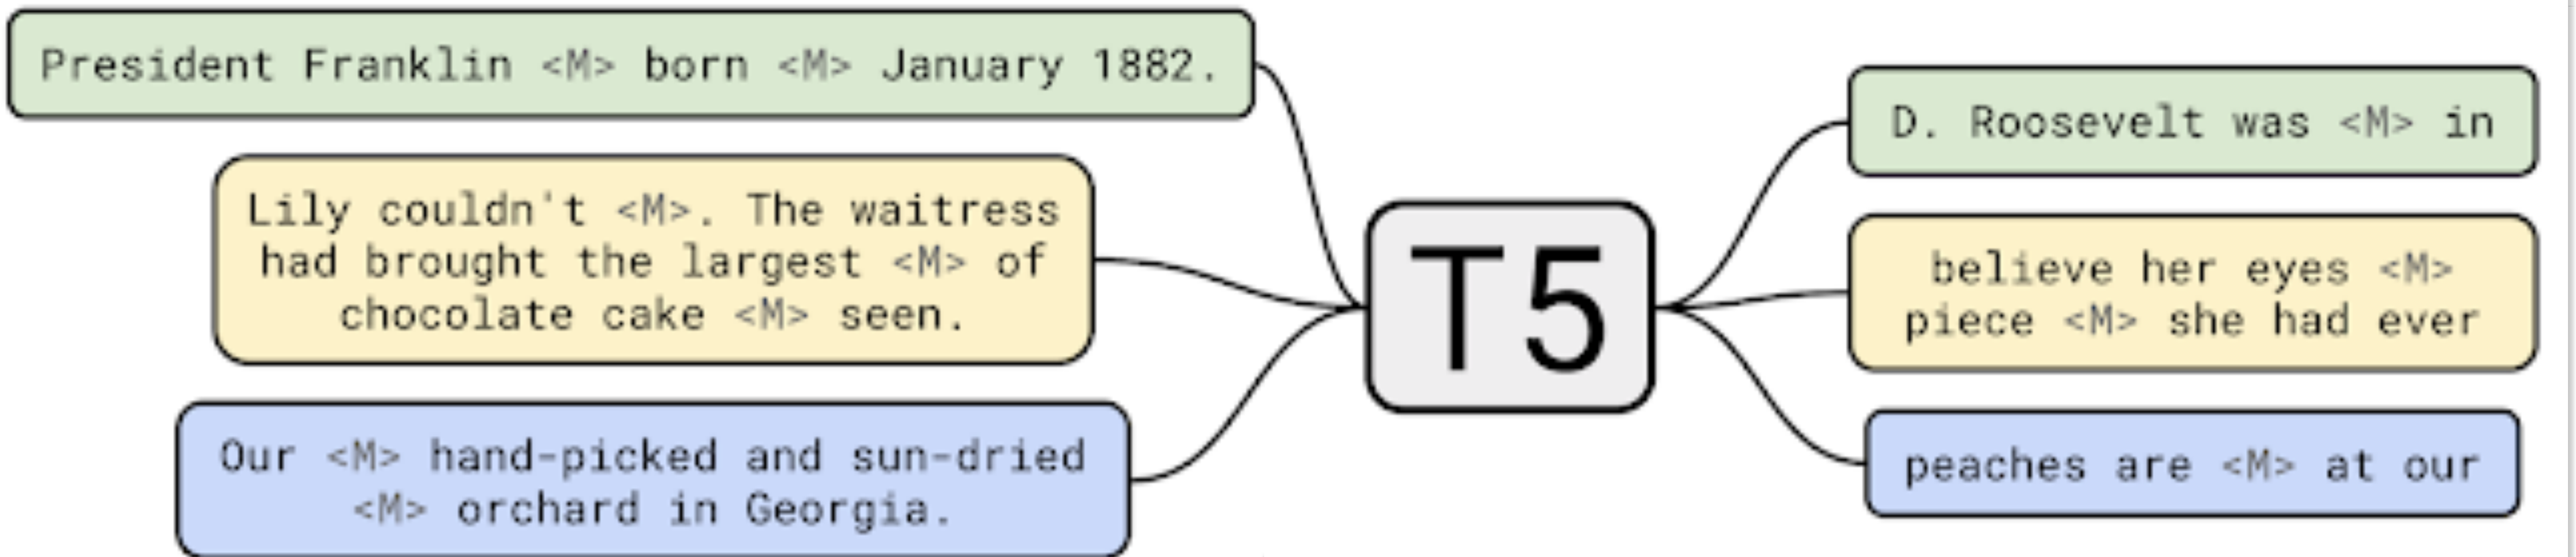 President Franklin <M> born <M> January 1882.
Lily couldn't <M>. The waitress
had brought the largest <M> of
chocolate cake <M> seen.
Our <M> hand-picked and sun-dried
<M> orchard in Georgia.
T5
D. Roosevelt was <M> in
believe her eyes <M>
piece <M> she had ever
peaches are <M> at our